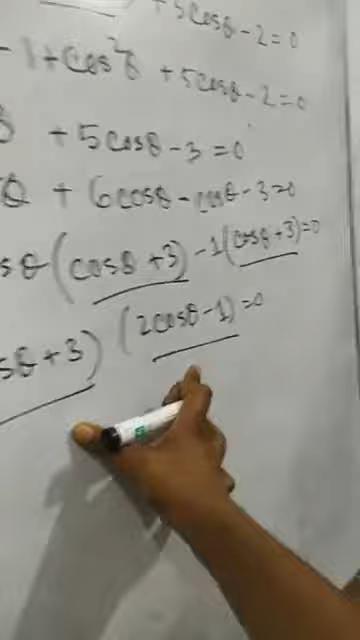 +5cosθ-2=0
-1+cos²θ +5cosθ-2=0
+5cosθ-3=0
θ + 6cosθ-cosθ-3=0
sθ(cosθ+3)-1(cosθ+3)=0
sθ+3) (2cosθ-1)=0